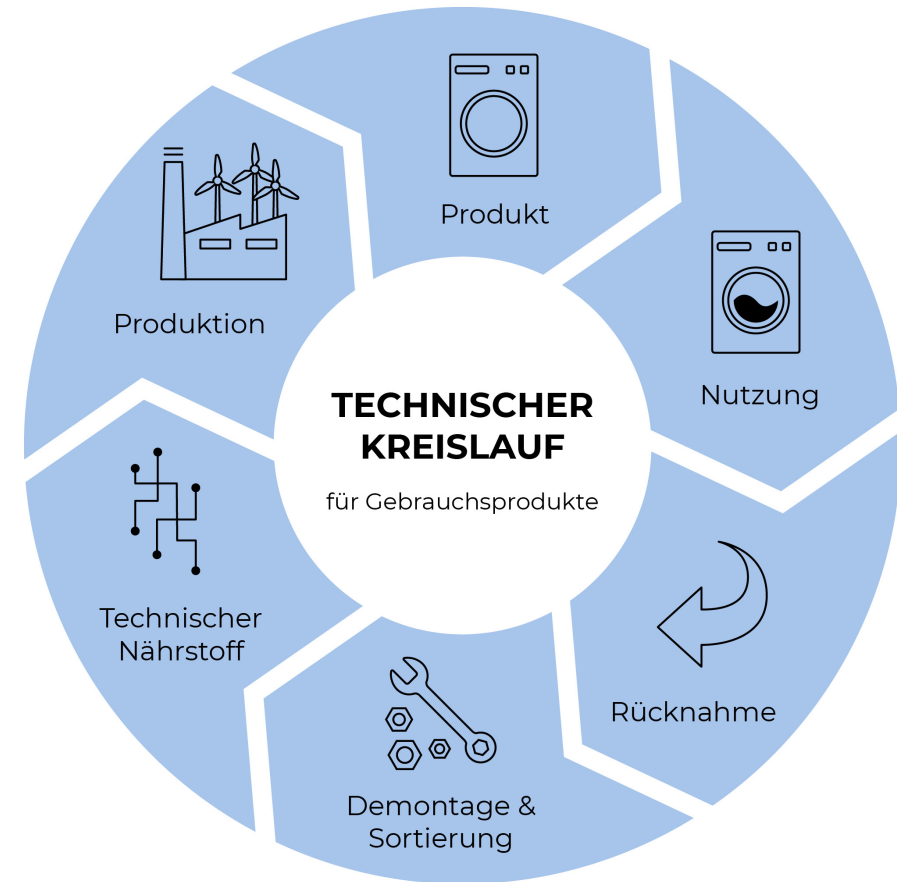 Produkt
Produktion
Nutzung
TECHNISCHER
KREISLAUF
für Gebrauchsprodukte
Technischer
Nährstoff
Rücknahme
Demontage &
Sortierung